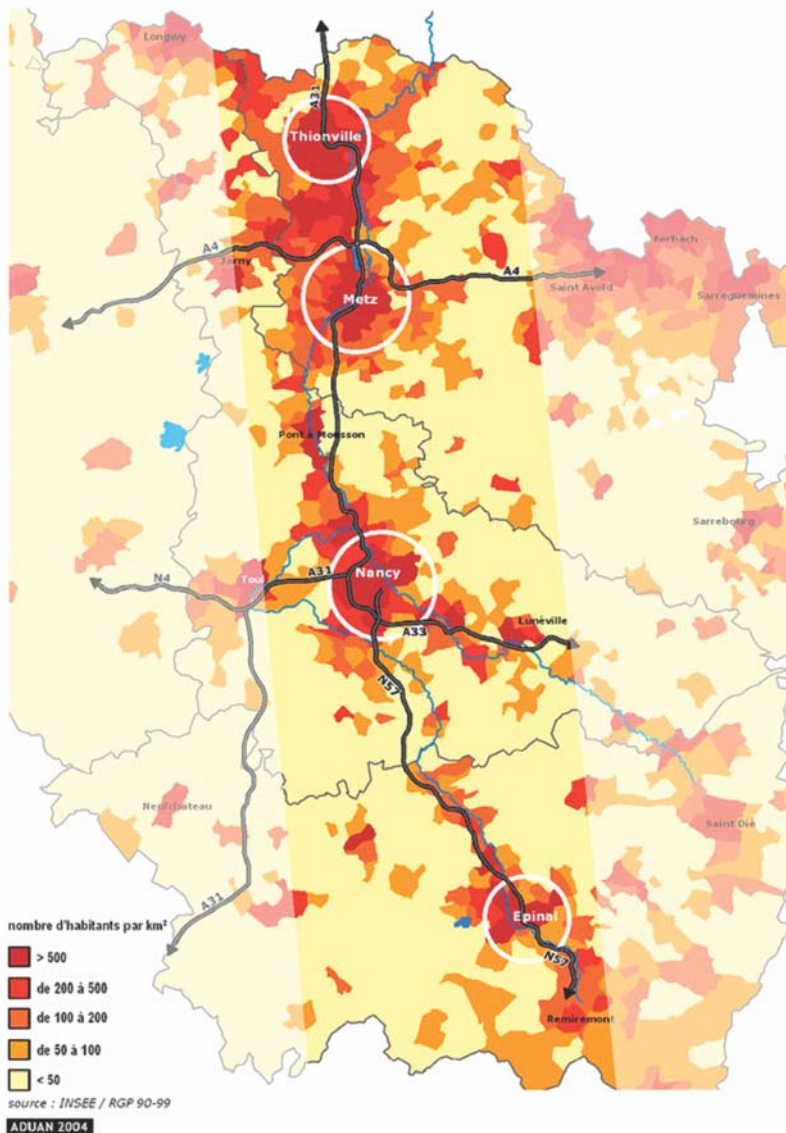 Longwy
A31
Thionville
A4
Jarny
Metz
A4
Forbach
Saint Avold
Sarreguemines
Pont à Mousson
Sarrebourg
N4
Toul
A31
Nancy
A33
Lunéville
N57
Neufchateau
Saint Dié
A31
Epinal
N57
Remiremont
nombre d'habitants par km²
> 500
de 200 à 500
de 100 à 200
de 50 à 100
< 50
source : INSEE / RGP 90-99
ADUAN 2004